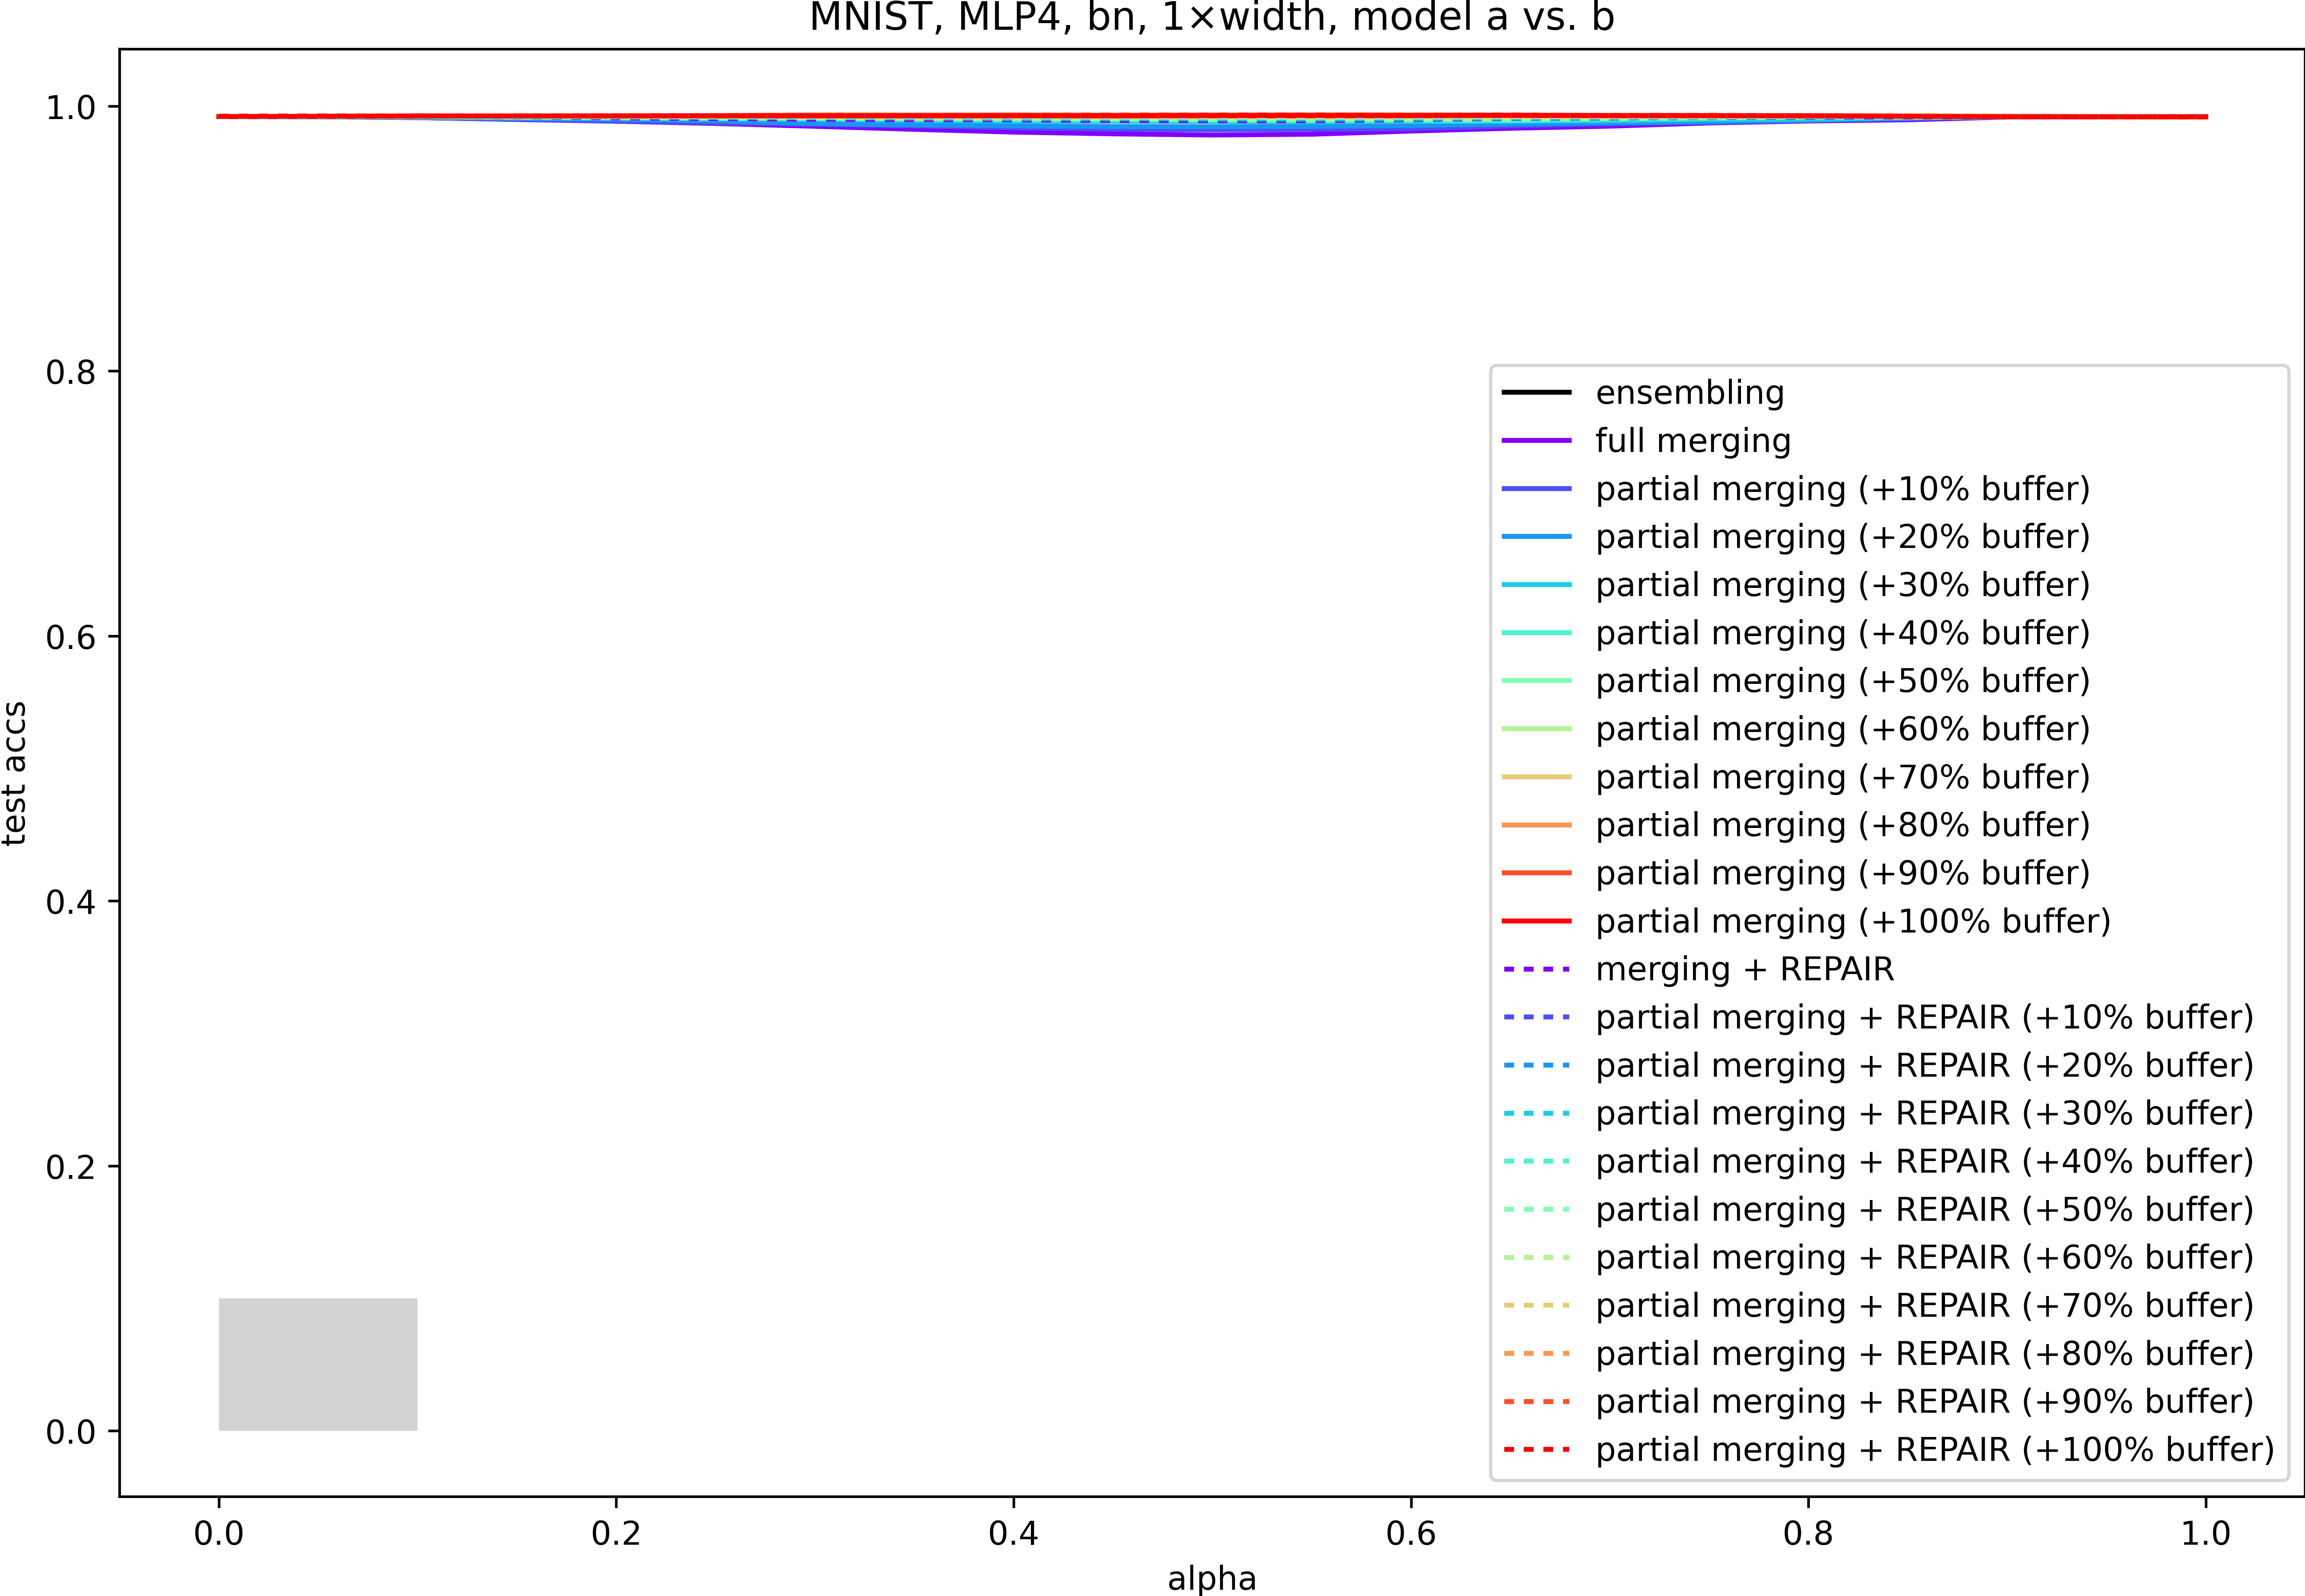 MNIST, MLP4, bn, 1×width, model a vs. b
1.0
0.8
0.6
0.4
0.2
0.0
test accs
ensembling
full merging
partial merging (+10% buffer)
partial merging (+20% buffer)
partial merging (+30% buffer)
partial merging (+40% buffer)
partial merging (+50% buffer)
partial merging (+60% buffer)
partial merging (+70% buffer)
partial merging (+80% buffer)
partial merging (+90% buffer)
partial merging (+100% buffer)
merging + REPAIR
partial merging + REPAIR (+10% buffer)
partial merging + REPAIR (+20% buffer)
partial merging + REPAIR (+30% buffer)
partial merging + REPAIR (+40% buffer)
partial merging + REPAIR (+50% buffer)
partial merging + REPAIR (+60% buffer)
partial merging + REPAIR (+70% buffer)
partial merging + REPAIR (+80% buffer)
partial merging + REPAIR (+90% buffer)
partial merging + REPAIR (+100% buffer)
0.0 0.2 0.4 0.6 0.8 1.0
alpha